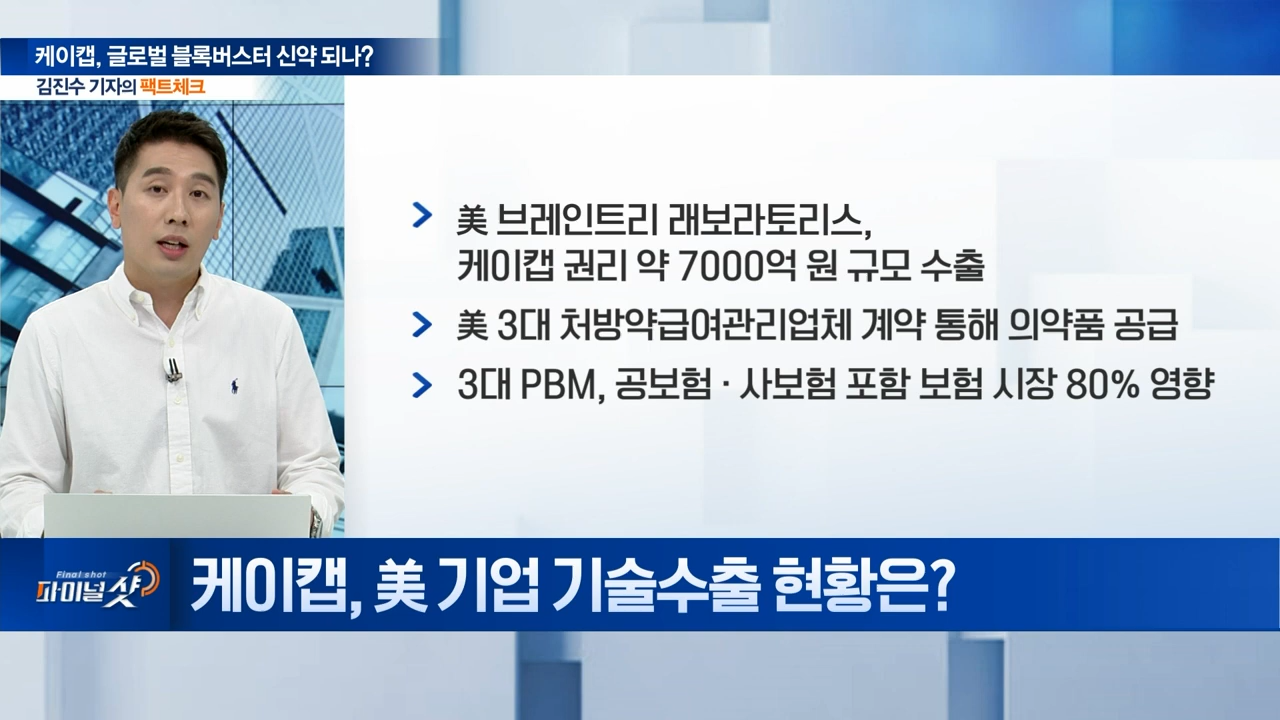 케이캡, 글로벌 블록버스터 신약 되나?
김진수 기자의 팩트체크
美 브레인트리 래보라토리스,
케이캡 권리 약 7000억 원 규모 수출
美 3대 처방약급여관리업체 계약 통해 의약품 공급
3대 PBM, 공보험 · 사보험 포함 보험 시장 80% 영향
Final shot
파이널 샷
케이캡, 美 기업 기술수출 현황은?